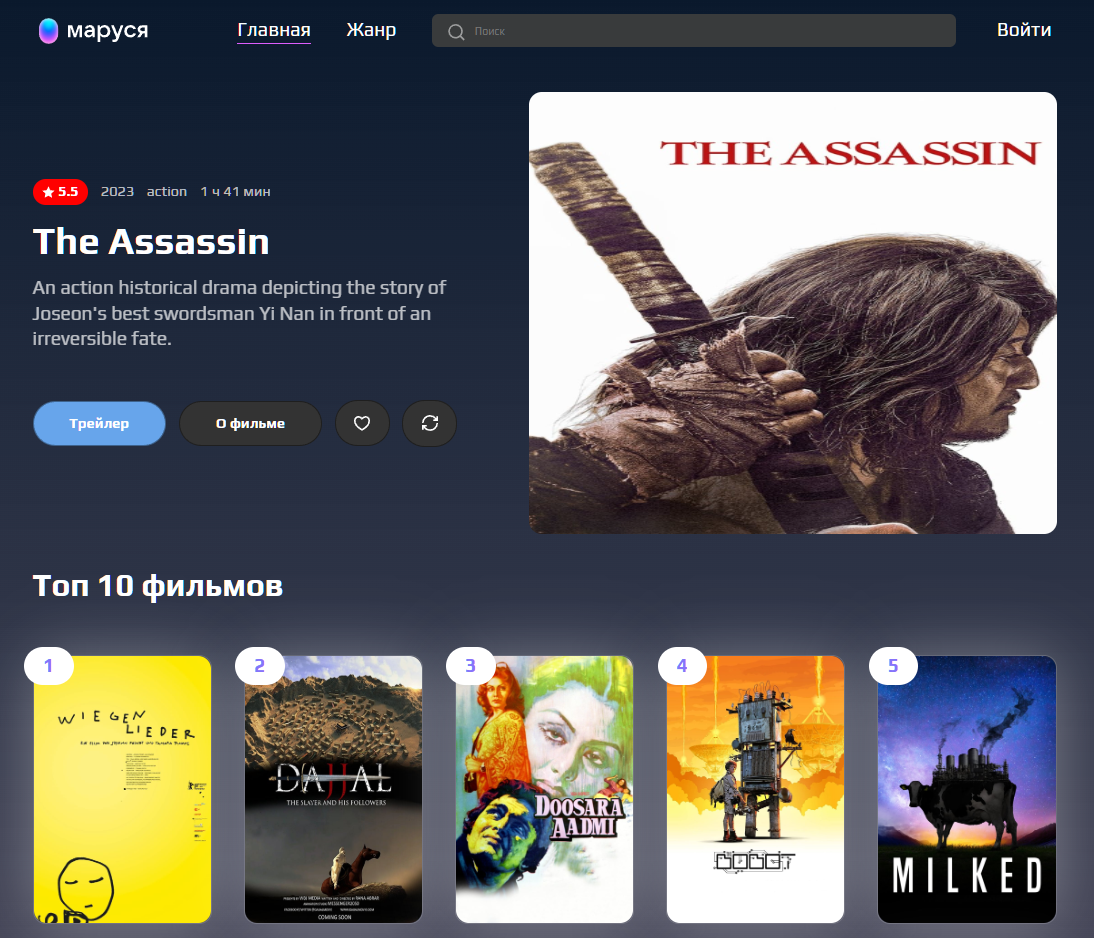 маруся
Главная
Жанр
Поиск
Войти
5.5
2023
action
1 ч 41 мин
The Assassin
An action historical drama depicting the story of
Joseon's best swordsman Yi Nan in front of an
irreversible fate.
Трейлер
О фильме
THE ASSASSIN
Топ 10 фильмов
1
WIEGEN
LIEDER
2
DAJJAL
THE SLAYER AND HIS FOLLOWERS
COMING SOON
3
DOOSARA
AADMI
4
5
MILKED